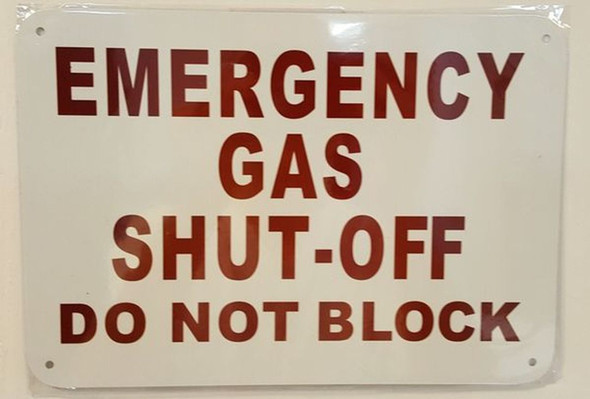 EMERGENCY
GAS
SHUT-OFF
DO NOT BLOCK